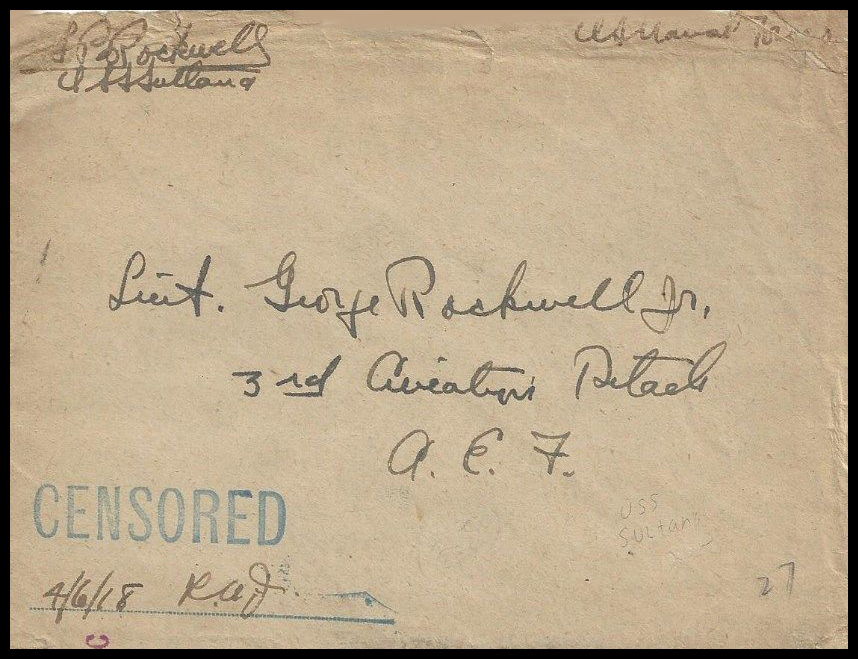 Rockwell
USS Sultana
US Naval Forces
Lieut. George Rockwell Jr.
3rd Aviation Detach
A. E. F.
USS
Sultana
CENSORED
4/6/18
27
C